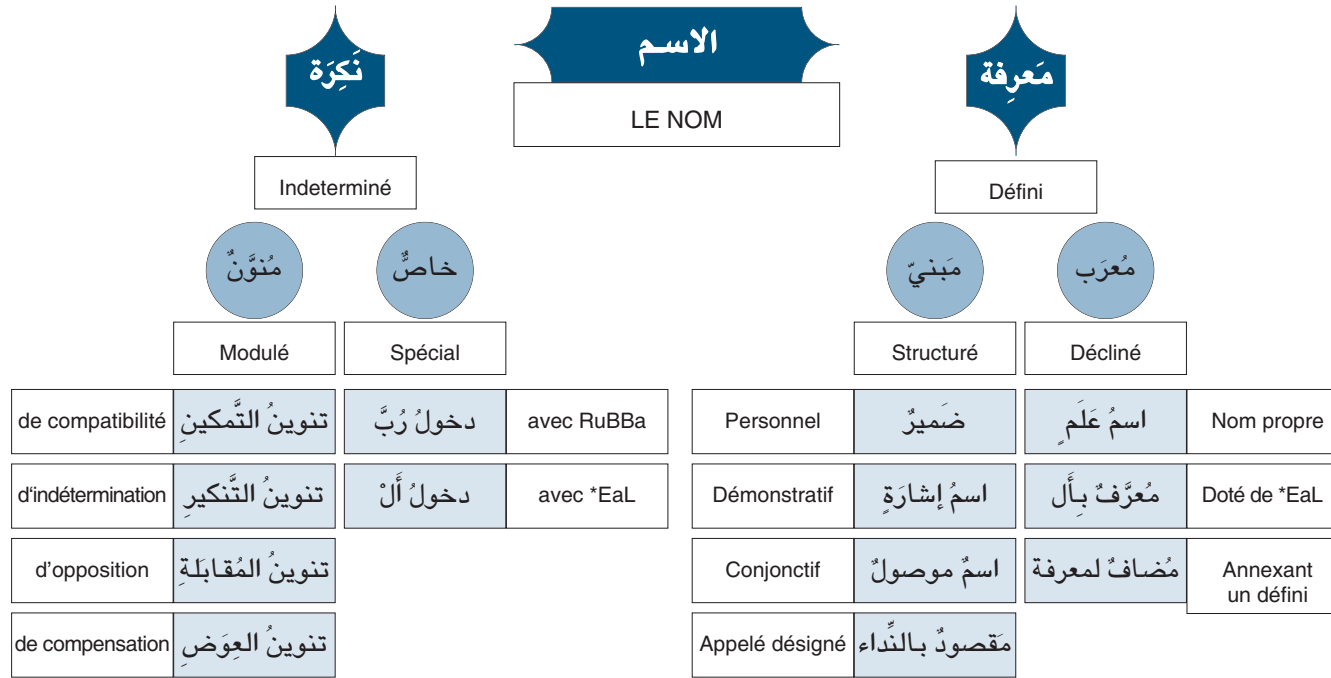 نَكِرَة
الاسم
مَعرِفة
LE NOM
Indeterminé
Défini
مُنوَّنٌ
خاصٌّ
مَبنيّ
مُعرَب
Modulé
Spécial
Structuré
Décliné
de compatibilité
تنوينُ التَّمكينِ
دخولُ رُبَّ
avec RuBBa
Personnel
ضَميرٌ
اسمُ عَلَمٍ
Nom propre
d'indétermination
تنوينُ التَّنكيرِ
دخولُ أَلْ
avec *EaL
Démonstratif
اسمُ إشارَةٍ
مُعرَّفٌ بِأَل
Doté de *EaL
d'opposition
تنوينُ المُقابَلةِ
Conjonctif
اسمٌ موصولٌ
مُضافٌ لمعرفة
Annexant
un défini
de compensation
تنوينُ العِوَضِ
Appelé désigné
مَقصودٌ بالنِّداء